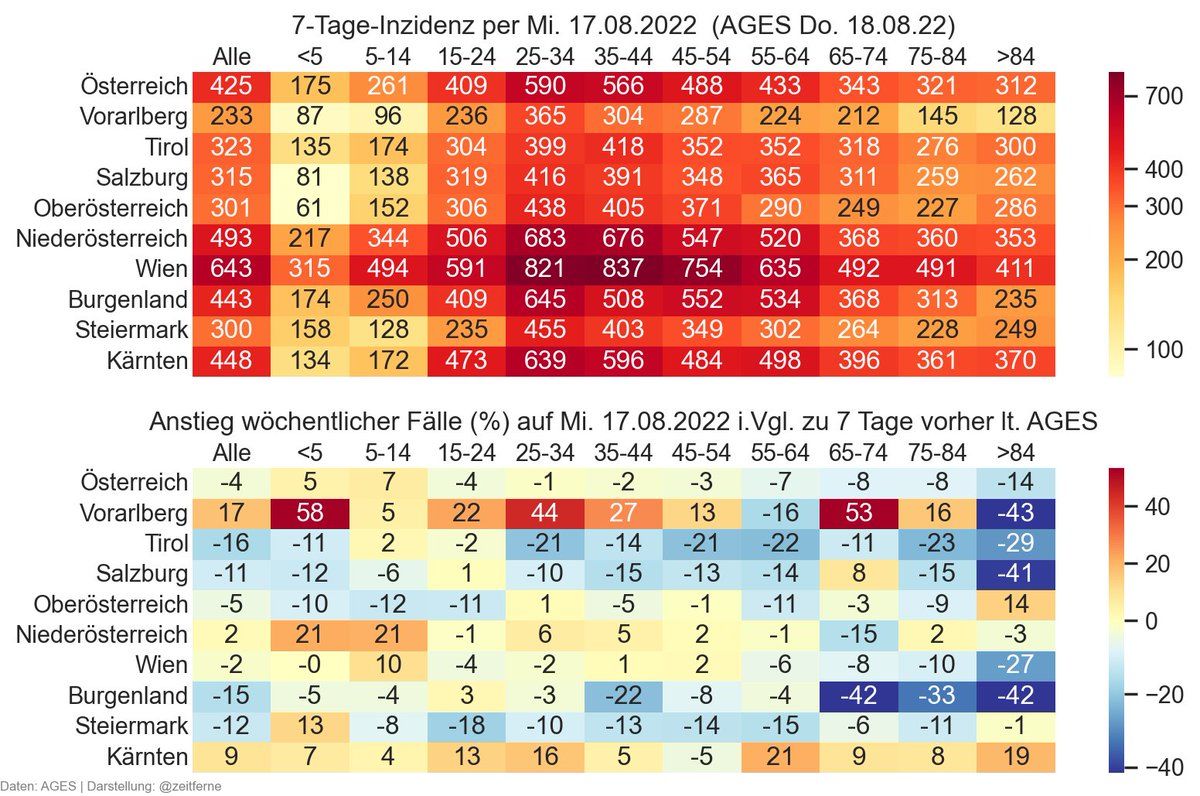 7-Tage-Inzidenz per Mi. 17.08.2022 (AGES Do. 18.08.22)
Alle <5 5-14 15-24 25-34 35-44 45-54 55-64 65-74 75-84 >84
Österreich 425 175 261 409 590 566 488 433 343 321 312
Vorarlberg 233 87 96 236 365 304 287 224 212 145 128
Tirol 323 135 174 304 399 418 352 352 318 276 300
Salzburg 315 81 138 319 416 391 348 365 311 259 262
Oberösterreich 301 61 152 306 438 405 371 290 249 227 286
Niederösterreich 493 217 344 506 683 676 547 520 368 360 353
Wien 643 315 494 591 821 837 754 635 492 491 411
Burgenland 443 174 250 409 645 508 552 534 368 313 235
Steiermark 300 158 128 235 455 403 349 302 264 228 249
Kärnten 448 134 172 473 639 596 484 498 396 361 370
700
400
300
200
100
Anstieg wöchentlicher Fälle (%) auf Mi. 17.08.2022 i.Vgl. zu 7 Tage vorher lt. AGES
Alle <5 5-14 15-24 25-34 35-44 45-54 55-64 65-74 75-84 >84
Österreich -4 5 7 -4 -1 -2 -3 -7 -8 -8 -14
Vorarlberg 17 58 5 22 44 27 13 -16 53 16 -43
Tirol -16 -11 2 -2 -21 -14 -21 -22 -11 -23 -29
Salzburg -11 -12 -6 1 -10 -15 -13 -14 8 -15 -41
Oberösterreich -5 -10 -12 -11 1 -5 -1 -11 -3 -9 14
Niederösterreich 2 21 21 -1 6 5 2 -1 -15 2 -3
Wien -2 -0 10 -4 -2 1 2 -6 -8 -10 -27
Burgenland -15 -5 -4 3 -3 -22 -8 -4 -42 -33 -42
Steiermark -12 13 -8 -18 -10 -13 -14 -15 -6 -11 -1
Kärnten 9 7 4 13 16 5 -5 21 9 8 19
40
20
0
−20
−40
Daten: AGES | Darstellung: @zeitferne